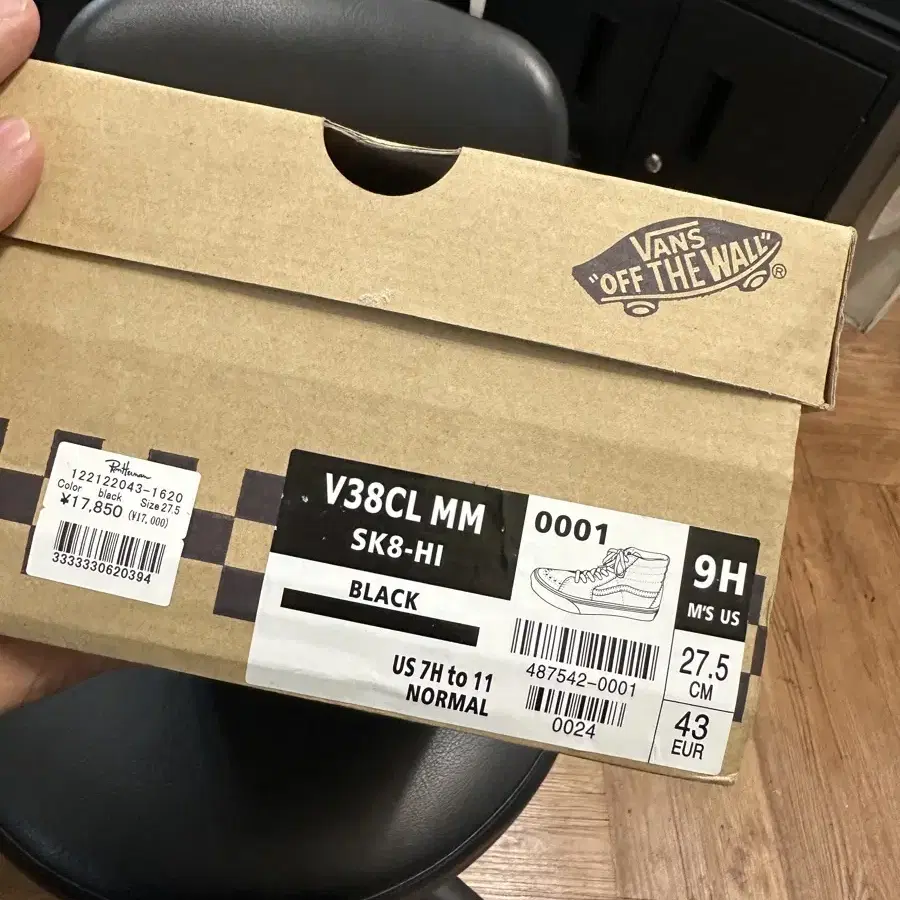 VANS
"OFF THE WALL"
®
Ron Herman
122122043-1620
Color black Size 27.5
¥17,850 (¥17,000)
3333330620394
V38CL MM
SK8-HI
BLACK
US 7H to 11
NORMAL
0001
487542-0001
0024
9H
M'S US
27.5
CM
43
EUR